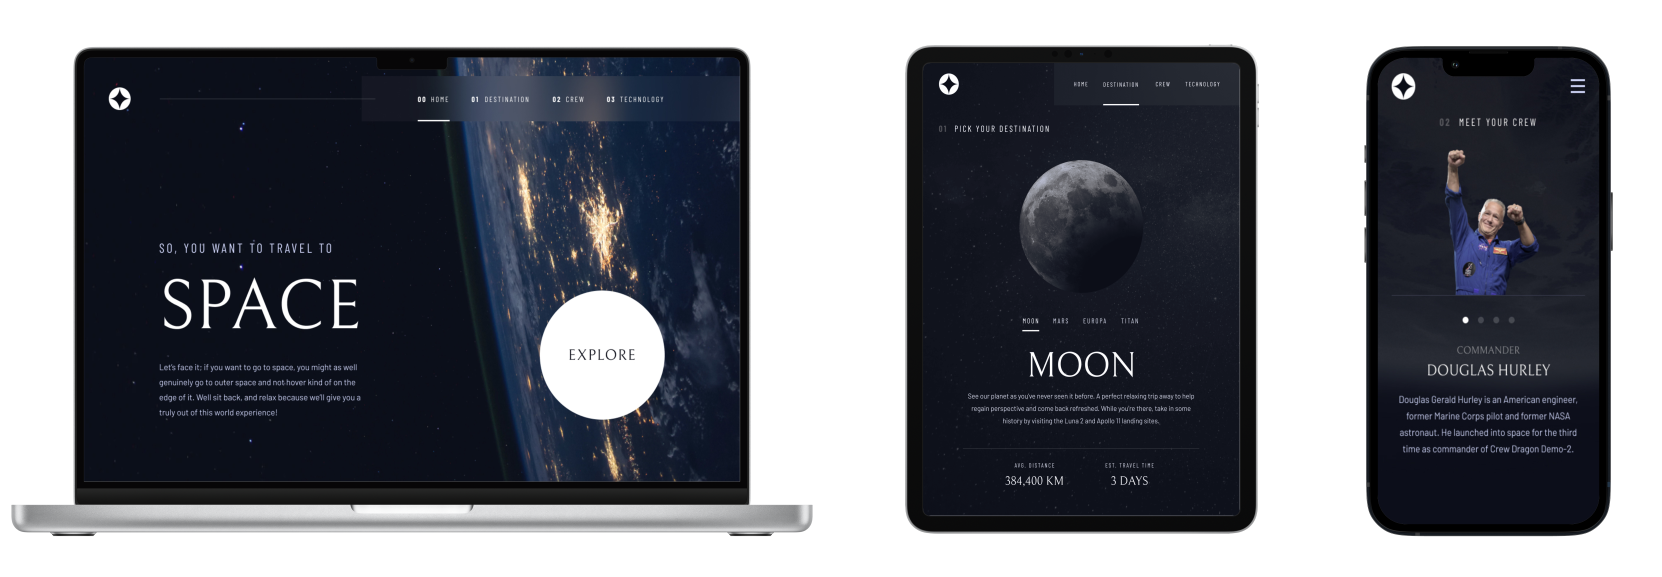 00 HOME 01 DESTINATION 02 CREW 03 TECHNOLOGY
SO, YOU WANT TO TRAVEL TO
SPACE
Let's face it; if you want to go to space, you might as well
genuinely go to outer space and not hover kind of on the
edge of it. Well sit back, and relax because we'll give you a
truly out of this world experience!
EXPLORE
HOME DESTINATION CREW TECHNOLOGY
01 PICK YOUR DESTINATION
MOON MARS EUROPA TITAN
MOON
See our planet as you've never seen it before. A perfect relaxing trip away to help
regain perspective and come back refreshed. While you're there, take in some
history by visiting the Luna 2 and Apollo 11 landing sites.
AVG. DISTANCE
384,400 KM
EST. TRAVEL TIME
3 DAYS
02 MEET YOUR CREW
COMMANDER
DOUGLAS HURLEY
Douglas Gerald Hurley is an American engineer,
former Marine Corps pilot and former NASA
astronaut. He launched into space for the third
time as commander of Crew Dragon Demo-2.